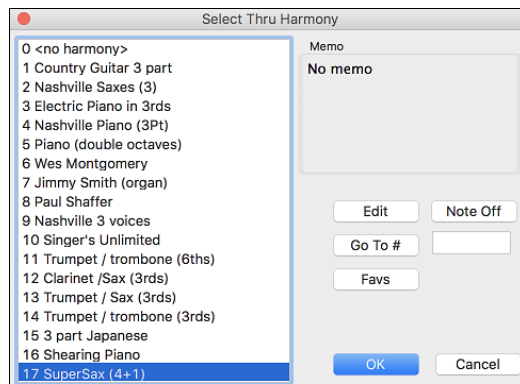 Select Thru Harmony
0 <no harmony>
1 Country Guitar 3 part
2 Nashville Saxes (3)
3 Electric Piano in 3rds
4 Nashville Piano (3Pt)
5 Piano (double octaves)
6 Wes Montgomery
7 Jimmy Smith (organ)
8 Paul Shaffer
9 Nashville 3 voices
10 Singer's Unlimited
11 Trumpet / trombone (6ths)
12 Clarinet /Sax (3rds)
13 Trumpet / Sax (3rds)
14 Trumpet / trombone (3rds)
15 3 part Japanese
16 Shearing Piano
17 SuperSax (4+1)
Memo
No memo
Edit
Note Off
Go To #
Favs
OK
Cancel